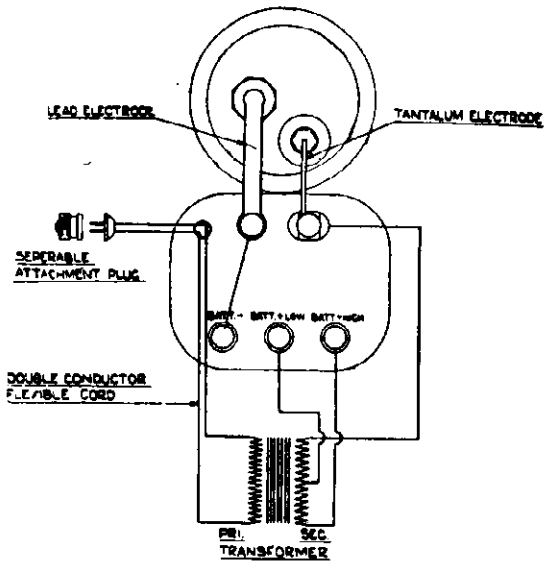 LEAD ELECTRODE
TANTALUM ELECTRODE
SEPERABLE
ATTACHMENT PLUG
BATT.- BATT.+LOW BATT+HIGH
DOUBLE CONDUCTOR
FLEXIBLE CORD
PRI. SEC.
TRANSFORMER